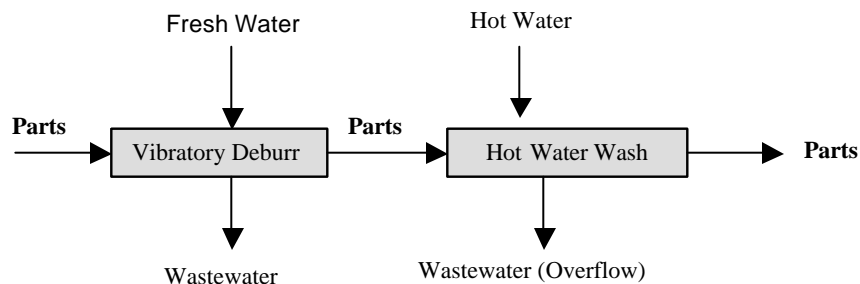 Fresh Water
Hot Water
Parts
Vibratory Deburr
Parts
Hot Water Wash
Parts
Wastewater
Wastewater (Overflow)